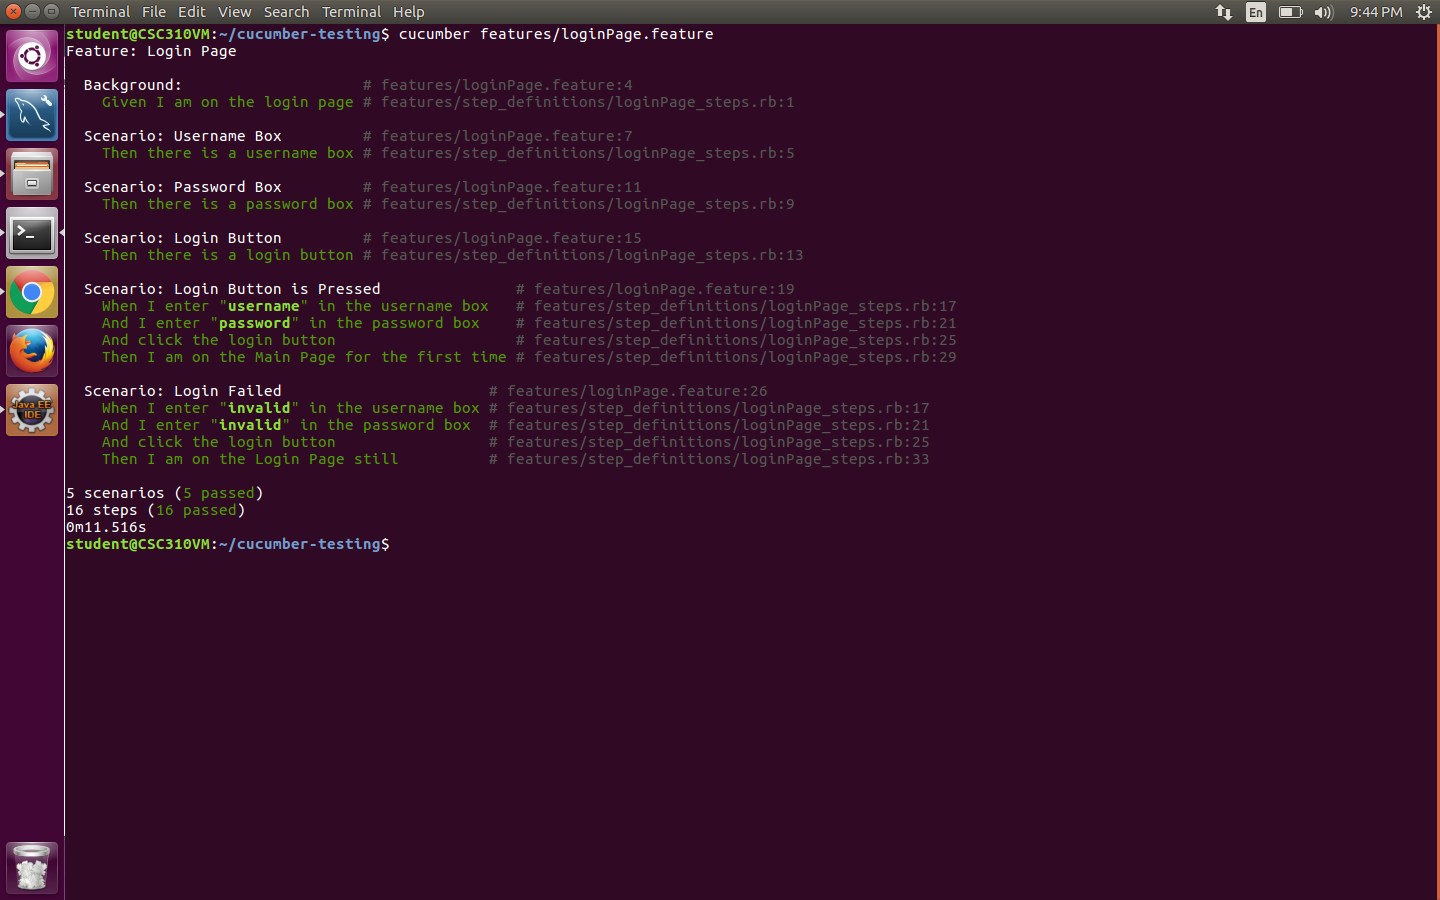 Terminal File Edit View Search Terminal Help En 9:44 PM
student@CSC310VM:~/cucumber-testing$ cucumber features/loginPage.feature
Feature: Login Page
Background: # features/loginPage.feature:4
Given I am on the login page # features/step_definitions/loginPage_steps.rb:1
Scenario: Username Box # features/loginPage.feature:7
Then there is a username box # features/step_definitions/loginPage_steps.rb:5
Scenario: Password Box # features/loginPage.feature:11
Then there is a password box # features/step_definitions/loginPage_steps.rb:9
Scenario: Login Button # features/loginPage.feature:15
Then there is a login button # features/step_definitions/loginPage_steps.rb:13
Scenario: Login Button is Pressed # features/loginPage.feature:19
When I enter "username" in the username box # features/step_definitions/loginPage_steps.rb:17
And I enter "password" in the password box # features/step_definitions/loginPage_steps.rb:21
And click the login button # features/step_definitions/loginPage_steps.rb:25
Then I am on the Main Page for the first time # features/step_definitions/loginPage_steps.rb:29
Scenario: Login Failed # features/loginPage.feature:26
When I enter "invalid" in the username box # features/step_definitions/loginPage_steps.rb:17
And I enter "invalid" in the password box # features/step_definitions/loginPage_steps.rb:21
And click the login button # features/step_definitions/loginPage_steps.rb:25
Then I am on the Login Page still # features/step_definitions/loginPage_steps.rb:33
5 scenarios (5 passed)
16 steps (16 passed)
0m11.516s
student@CSC310VM:~/cucumber-testing$
Java EE
IDE